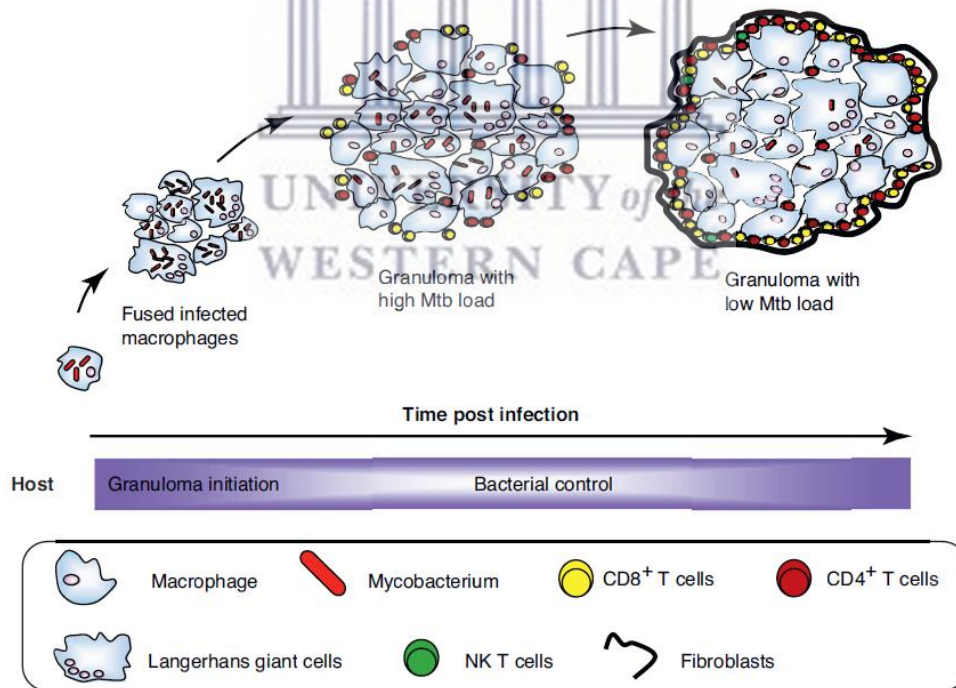 UNIVERSITY of the
WESTERN CAPE
Fused infected
macrophages
Granuloma with
high Mtb load
Granuloma with
low Mtb load
Time post infection
Host
Granuloma initiation
Bacterial control
Macrophage
Mycobacterium
CD8+ T cells
CD4+ T cells
Langerhans giant cells
NK T cells
Fibroblasts